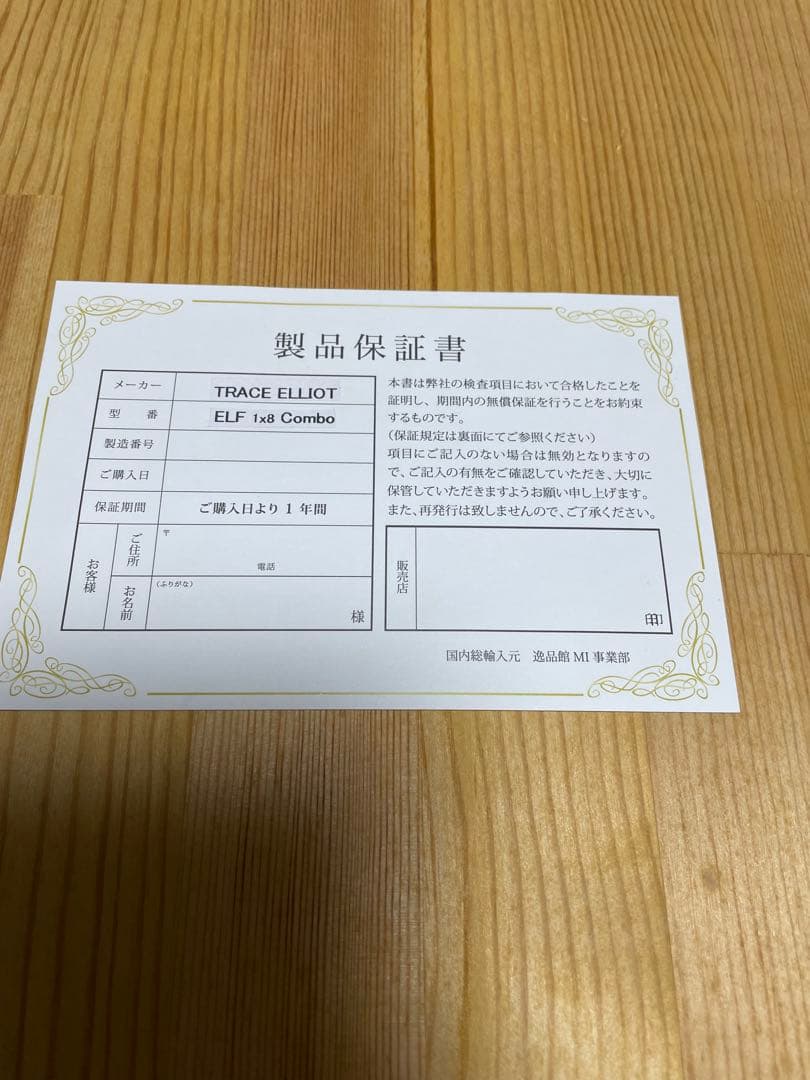 製品保証書
メーカー TRACE ELLIOT
型 番 ELF 1x8 Combo
製造番号
ご購入日
保証期間 ご購入日より 1 年間
お客様
ご住所 〒
電話
お名前 (ふりがな)
様
本書は弊社の検査項目において合格したことを
証明し、期間内の無償保証を行うことをお約束
するものです。
(保証規定は裏面にてご参照ください)
項目にご記入のない場合は無効となりますの
で、ご記入の有無をご確認していただき、大切に
保管していただきますようお願い申し上げます。
また、再発行は致しませんので、ご了承ください。
販売店
印
国内総輸入元 逸品館 MI 事業部